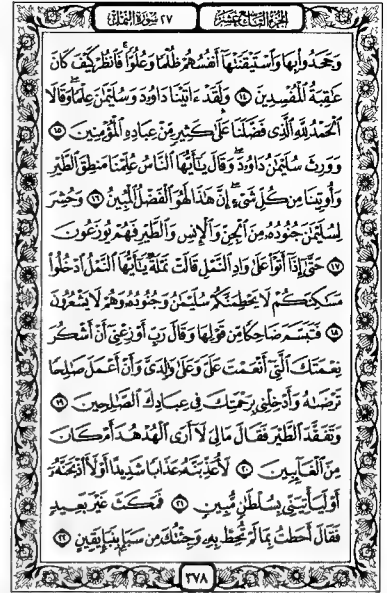 الجزء التاسع عشر
٢٧ سورة النمل
وَجَحَدُوا۟ بِهَا وَٱسْتَيْقَنَتْهَآ أَنفُسُهُمْ ظُلْمًا وَعُلُوًّا ۚ فَٱنظُرْ كَيْفَ كَانَ
عَٰقِبَةُ ٱلْمُفْسِدِينَ ١٤ وَلَقَدْ ءَاتَيْنَا دَاوُۥدَ وَسُلَيْمَٰنَ عِلْمًا ۖ وَقَالَا
ٱلْحَمْدُ لِلَّهِ ٱلَّذِى فَضَّلَنَا عَلَىٰ كَثِيرٍ مِّنْ عِبَادِهِ ٱلْمُؤْمِنِينَ ١٥
وَوَرِثَ سُلَيْمَٰنُ دَاوُۥدَ ۖ وَقَالَ يَٰٓأَيُّهَا ٱلنَّاسُ عُلِّمْنَا مَنطِقَ ٱلطَّيْرِ
وَأُوتِينَا مِن كُلِّ شَىْءٍ ۖ إِنَّ هَٰذَا لَهُوَ ٱلْفَضْلُ ٱلْمُبِينُ ١٦ وَحُشِرَ
لِسُلَيْمَٰنَ جُنُودُهُۥ مِنَ ٱلْجِنِّ وَٱلْإِنسِ وَٱلطَّيْرِ فَهُمْ يُوزَعُونَ
١٧ حَتَّىٰٓ إِذَآ أَتَوْا۟ عَلَىٰ وَادِ ٱلنَّمْلِ قَالَتْ نَمْلَةٌ يَٰٓأَيُّهَا ٱلنَّمْلُ ٱدْخُلُوا۟
مَسَٰكِنَكُمْ لَا يَحْطِمَنَّكُمْ سُلَيْمَٰنُ وَجُنُودُهُۥ وَهُمْ لَا يَشْعُرُونَ
١٨ فَتَبَسَّمَ ضَاحِكًا مِّن قَوْلِهَا وَقَالَ رَبِّ أَوْزِعْنِىٓ أَنْ أَشْكُرَ
نِعْمَتَكَ ٱلَّتِىٓ أَنْعَمْتَ عَلَىَّ وَعَلَىٰ وَٰلِدَىَّ وَأَنْ أَعْمَلَ صَٰلِحًا
تَرْضَىٰهُ وَأَدْخِلْنِى بِرَحْمَتِكَ فِى عِبَادِكَ ٱلصَّٰلِحِينَ ١٩
وَتَفَقَّدَ ٱلطَّيْرَ فَقَالَ مَالِىَ لَآ أَرَى ٱلْهُدْهُدَ أَمْ كَانَ
مِنَ ٱلْغَآئِبِينَ ٢٠ لَأُعَذِّبَنَّهُۥ عَذَابًا شَدِيدًا أَوْ لَأَا۟ذْبَحَنَّهُۥٓ
أَوْ لَيَأْتِيَنِّى بِسُلْطَٰنٍ مُّبِينٍ ٢١ فَمَكَثَ غَيْرَ بَعِيدٍ
فَقَالَ أَحَطتُ بِمَا لَمْ تُحِطْ بِهِۦ وَجِئْتُكَ مِن سَبَإٍۭ بِنَبَإٍ يَقِينٍ ٢٢
٣٧٨